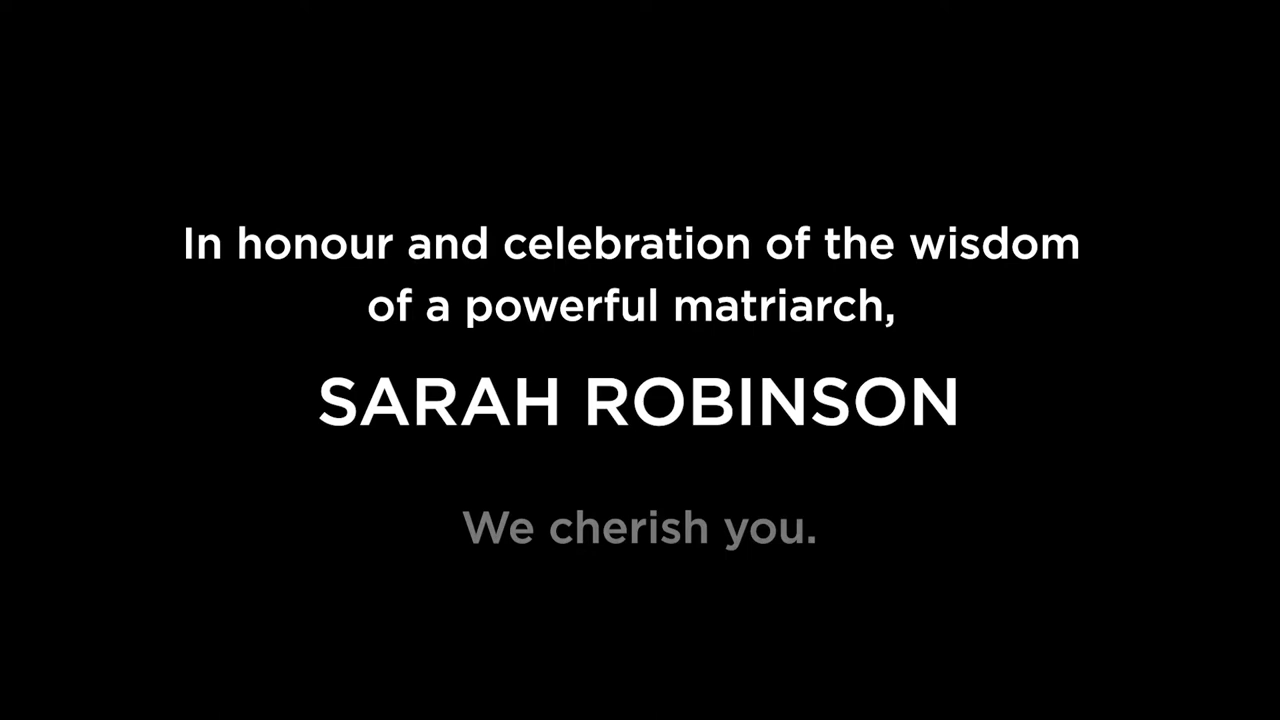 In honour and celebration of the wisdom
of a powerful matriarch,
SARAH ROBINSON
We cherish you.